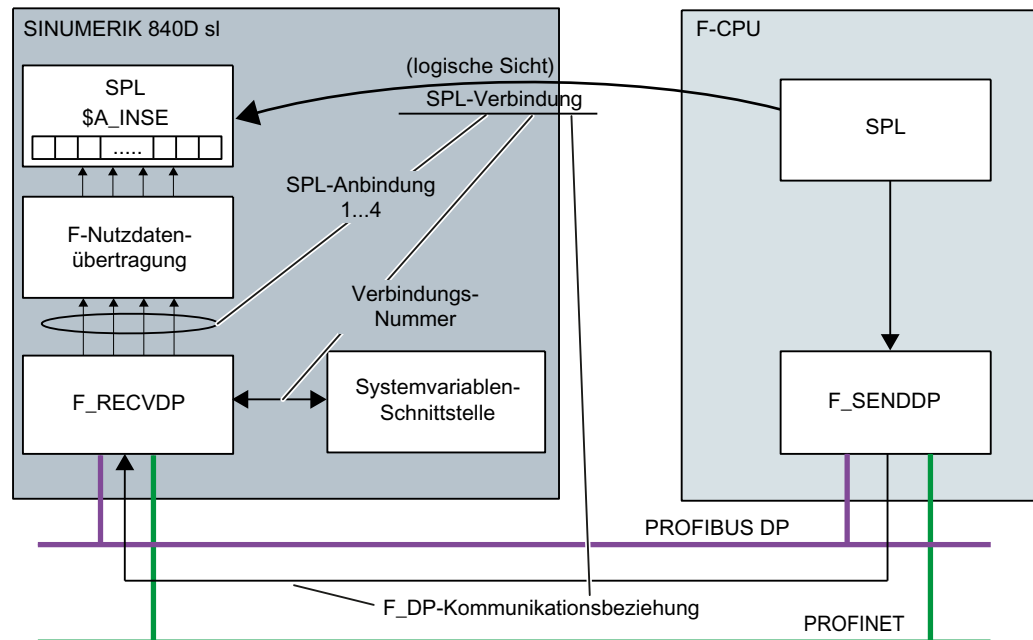 SINUMERIK 840D sl
F-CPU
(logische Sicht)
SPL-Verbindung
SPL
$A_INSE
.....
SPL
SPL-Anbindung
1...4
F-Nutzdaten-
übertragung
Verbindungs-
Nummer
F_RECVDP
Systemvariablen-
Schnittstelle
F_SENDDP
PROFIBUS DP
F_DP-Kommunikationsbeziehung
PROFINET